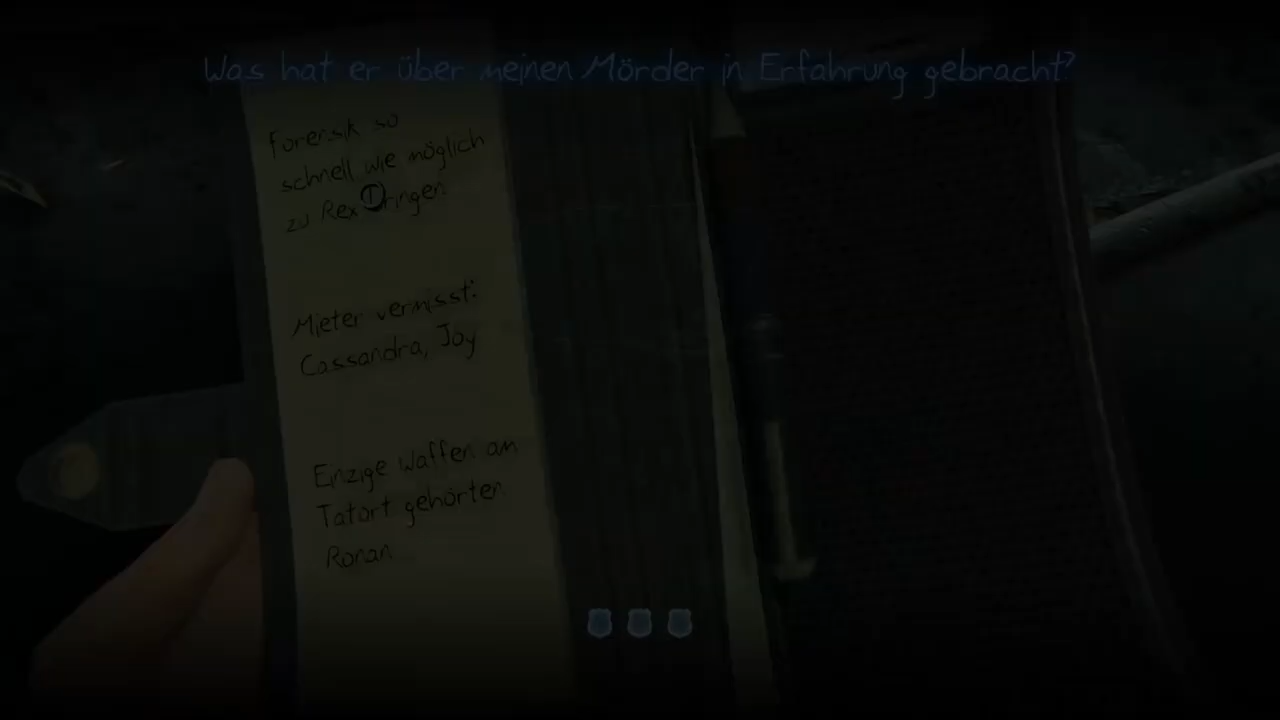 Was hat er über meinen Mörder in Erfahrung gebracht?
Forensik so
schnell wie möglich
zu Rex bringen
Mieter vermisst:
Cassandra, Joy
Einzige Waffen am
Tatort gehörten
Ronan